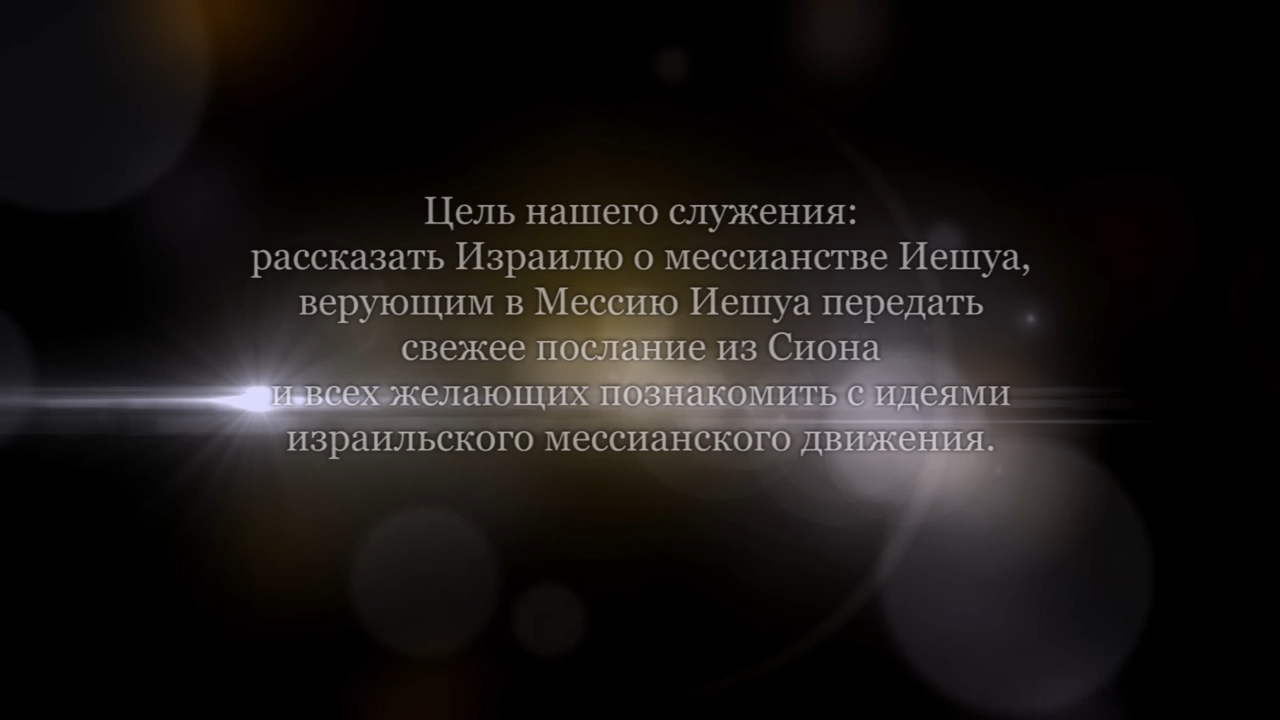 Цель нашего служения:
рассказать Израилю о мессианстве Иешуа,
верующим в Мессию Иешуа передать
свежее послание из Сиона
и всех желающих познакомить с идеями
израильского мессианского движения.